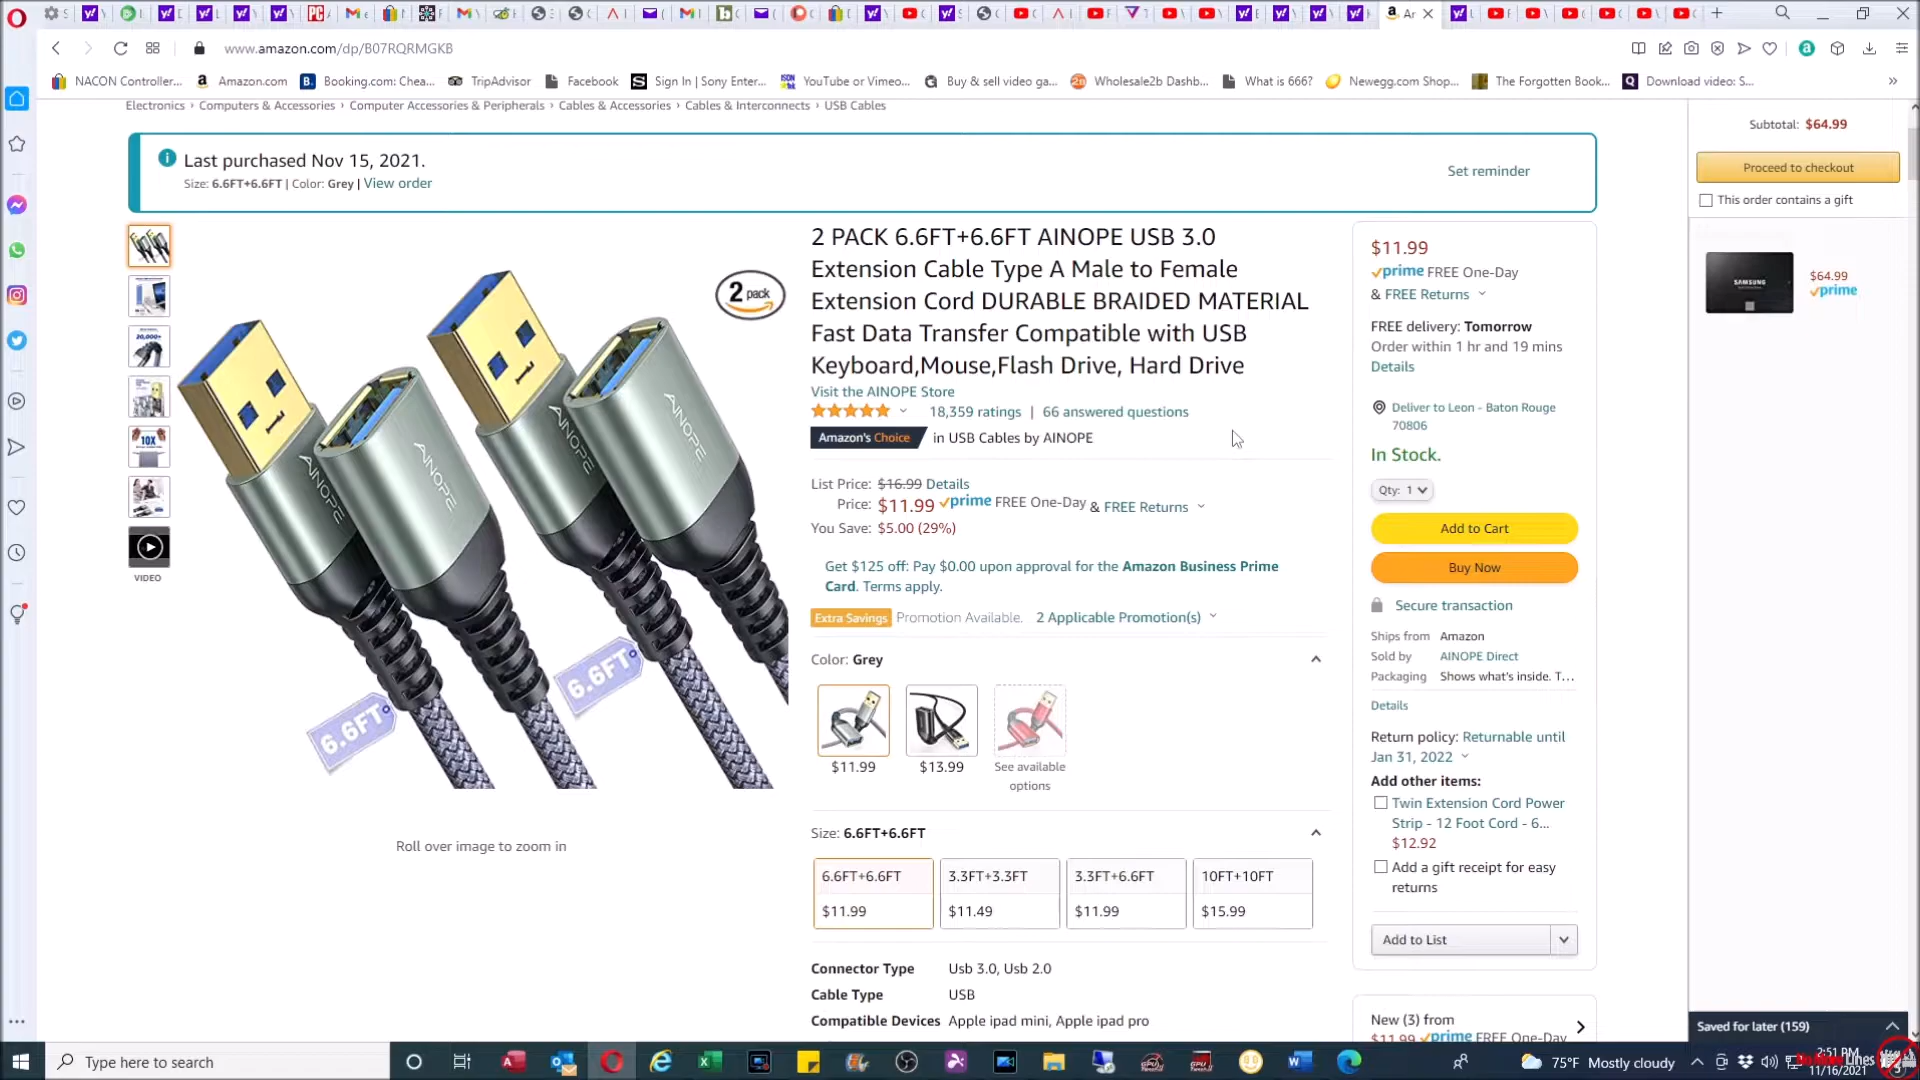 www.amazon.com/dp/B07RQRMGKB
NACON Controller...
Amazon.com
Booking.com: Chea...
TripAdvisor
Facebook
Sign In | Sony Enter...
YouTube or Vimeo...
Buy & sell video ga...
Wholesale2b Dashb...
What is 666?
Newegg.com Shop...
The Forgotten Book...
Download video: S...
Electronics › Computers & Accessories › Computer Accessories & Peripherals › Cables & Accessories › Cables & Interconnects › USB Cables
Last purchased Nov 15, 2021.
Size: 6.6FT+6.6FT | Color: Grey | View order
Set reminder
2 pack
AINOPE
AINOPE
AINOPE
AINOPE
6.6FT
6.6FT
VIDEO
Roll over image to zoom in
2 PACK 6.6FT+6.6FT AINOPE USB 3.0
Extension Cable Type A Male to Female
Extension Cord DURABLE BRAIDED MATERIAL
Fast Data Transfer Compatible with USB
Keyboard,Mouse,Flash Drive, Hard Drive
Visit the AINOPE Store
18,359 ratings | 66 answered questions
Amazon's Choice in USB Cables by AINOPE
List Price: $16.99 Details
Price: $11.99 prime FREE One-Day & FREE Returns
You Save: $5.00 (29%)
Get $125 off: Pay $0.00 upon approval for the Amazon Business Prime
Card. Terms apply.
Extra Savings Promotion Available. 2 Applicable Promotion(s)
Color: Grey
$11.99
$13.99
See available
options
Size: 6.6FT+6.6FT
6.6FT+6.6FT
$11.99
3.3FT+3.3FT
$11.49
3.3FT+6.6FT
$11.99
10FT+10FT
$15.99
Connector Type Usb 3.0, Usb 2.0
Cable Type USB
Compatible Devices Apple ipad mini, Apple ipad pro
$11.99
prime FREE One-Day
& FREE Returns
FREE delivery: Tomorrow
Order within 1 hr and 19 mins
Details
Deliver to Leon - Baton Rouge
70806
In Stock.
Qty: 1
Add to Cart
Buy Now
Secure transaction
Ships from Amazon
Sold by AINOPE Direct
Packaging Shows what's inside. T...
Details
Return policy: Returnable until
Jan 31, 2022
Add other items:
Twin Extension Cord Power
Strip - 12 Foot Cord - 6...
$12.92
Add a gift receipt for easy
returns
Add to List
New (3) from
$11.99 prime FREE One-Day
Subtotal: $64.99
Proceed to checkout
This order contains a gift
SAMSUNG
$64.99
prime
Saved for later (159)
Type here to search
75°F Mostly cloudy
2:51 PM
11/16/2021